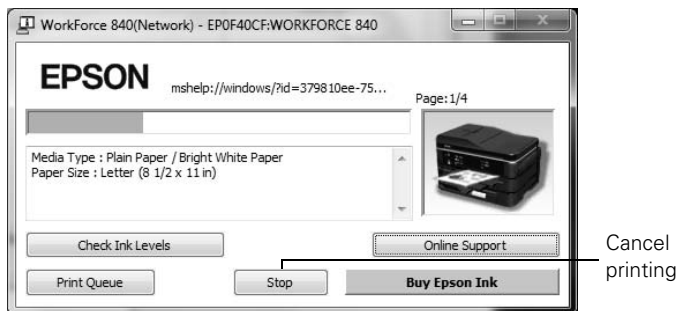 WorkForce 840(Network) - EP0F40CF:WORKFORCE 840
EPSON
mshelp://windows/?id=379810ee-75...
Page:1/4
Media Type : Plain Paper / Bright White Paper
Paper Size : Letter (8 1/2 x 11 in)
Check Ink Levels
Online Support
Print Queue
Stop
Buy Epson Ink
Cancel
printing